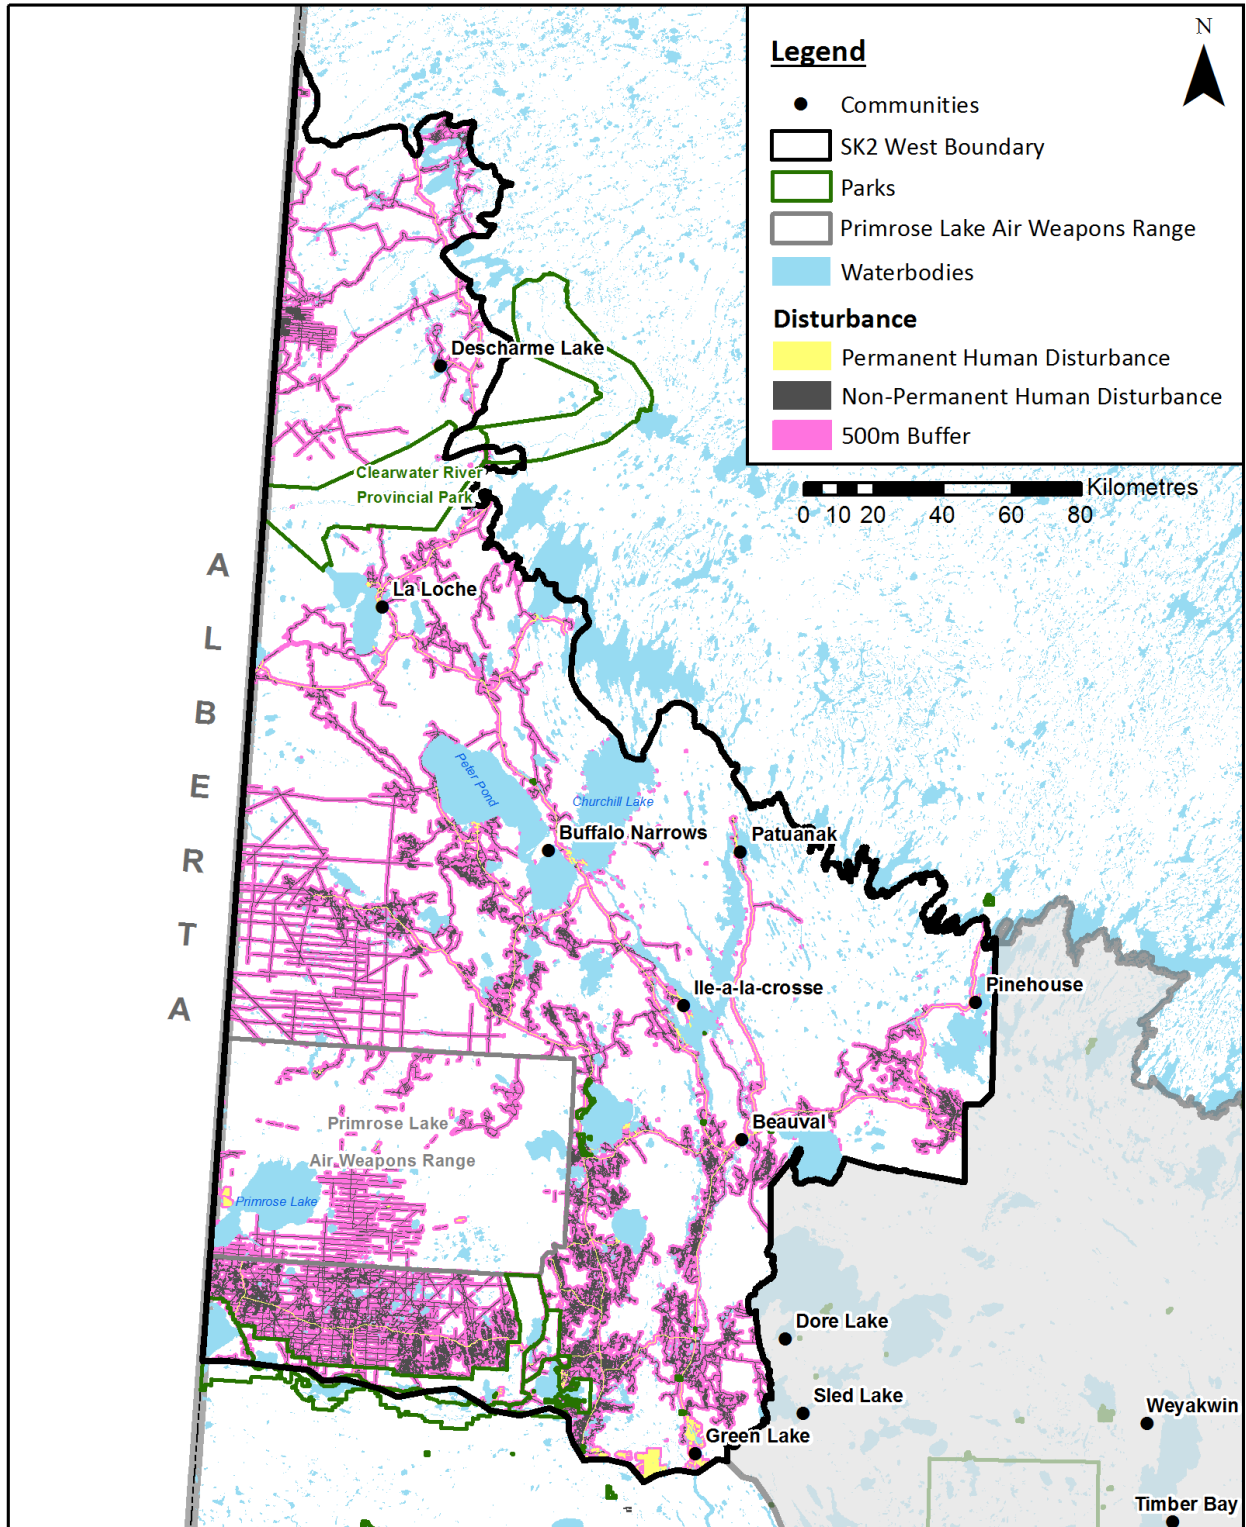 N
Legend
Communities
SK2 West Boundary
Parks
Primrose Lake Air Weapons Range
Waterbodies
Disturbance
Permanent Human Disturbance
Non-Permanent Human Disturbance
500m Buffer
Kilometres
0 10 20 40 60 80
Descharme Lake
Clearwater River
Provincial Park
ALBERTA
La Loche
Peter Pond
Churchill Lake
Buffalo Narrows
Patuanak
Ile-a-la-crosse
Pinehouse
Primrose Lake
Air Weapons Range
Beauval
Primrose Lake
Dore Lake
Sled Lake
Weyakwin
Green Lake
Timber Bay